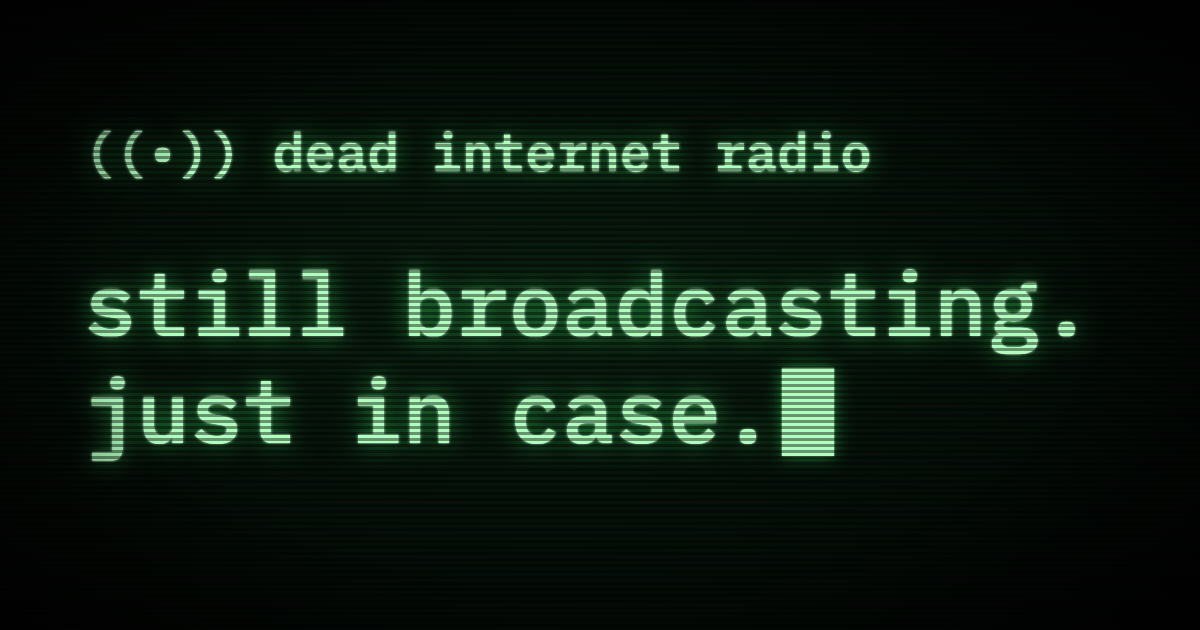 ((•)) dead internet radio
still broadcasting.
just in case.